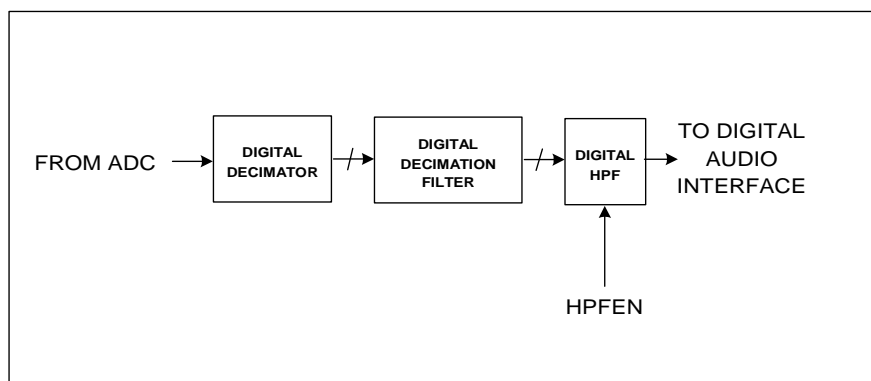 FROM ADC
DIGITAL
DECIMATOR
DIGITAL
DECIMATION
FILTER
DIGITAL
HPF
TO DIGITAL
AUDIO
INTERFACE
HPFEN